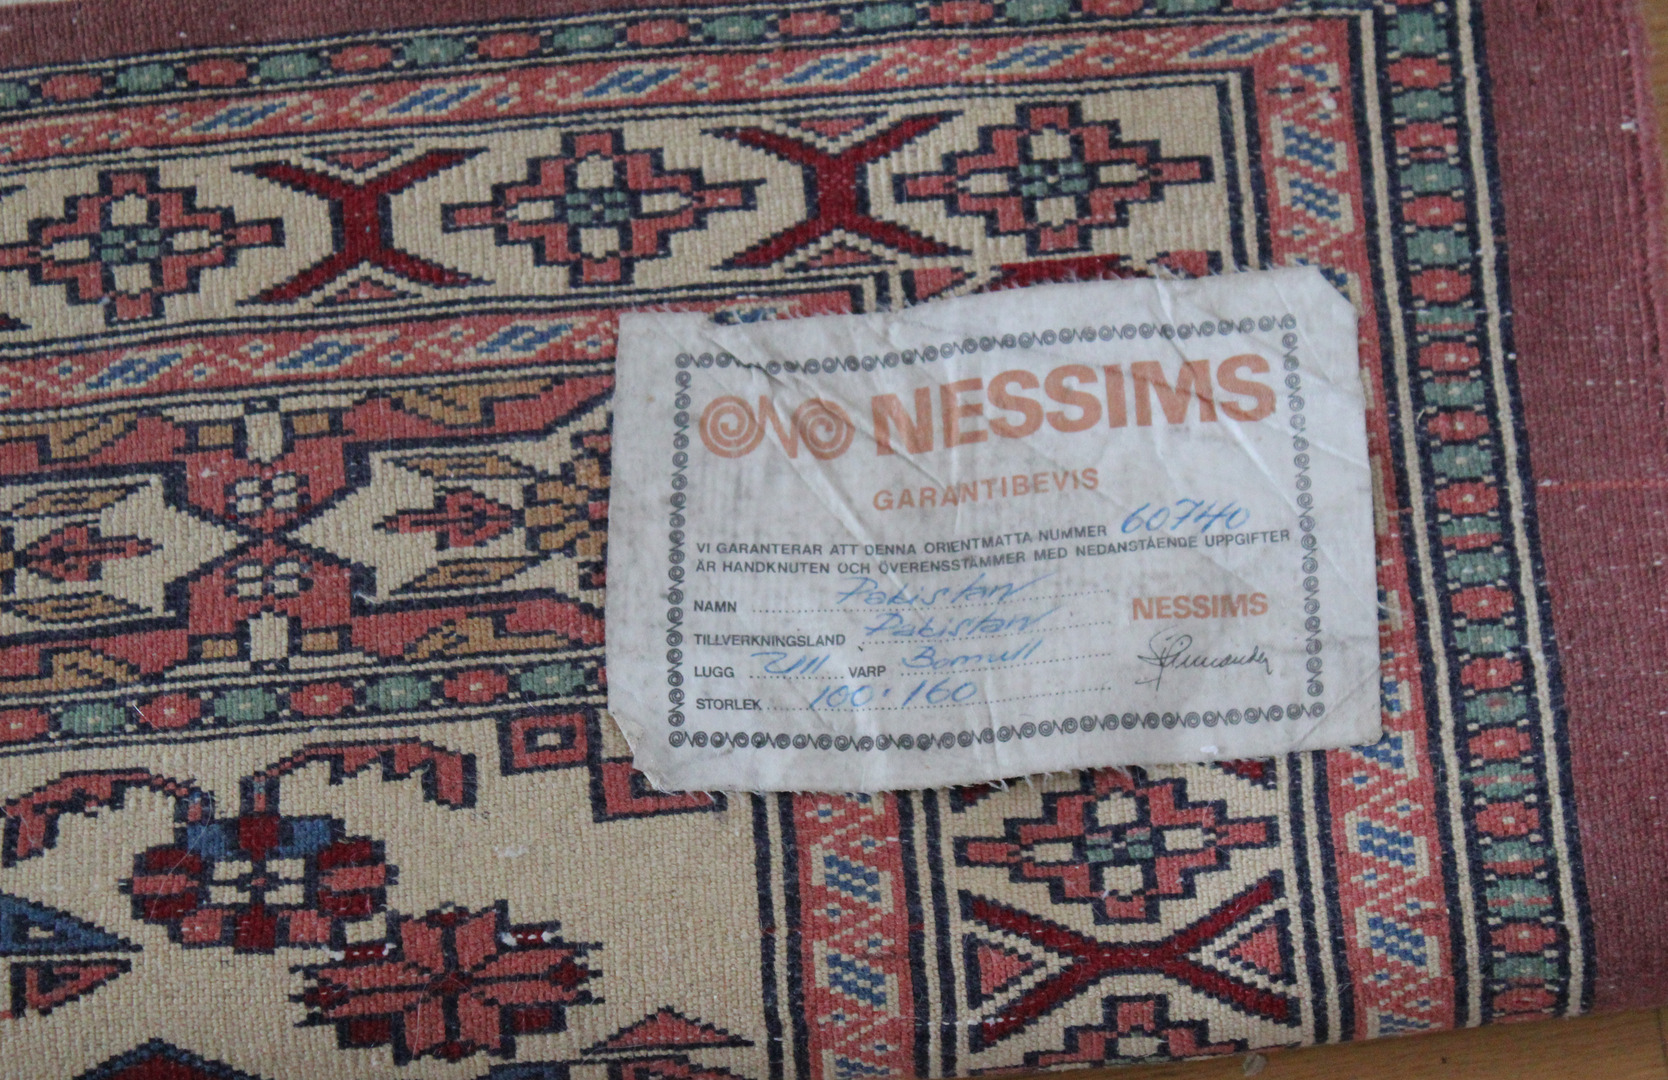 NESSIMS
GARANTIBEVIS
VI GARANTERAR ATT DENNA ORIENTMATTA NUMMER 60740
ÄR HANDKNUTEN OCH ÖVERENSSTÄMMER MED NEDANSTÅENDE UPPGIFTER
NAMN Pakistan
TILLVERKNINGSLAND Pakistan
NESSIMS
LUGG Ull VARP Bomull
STORLEK 100 · 160